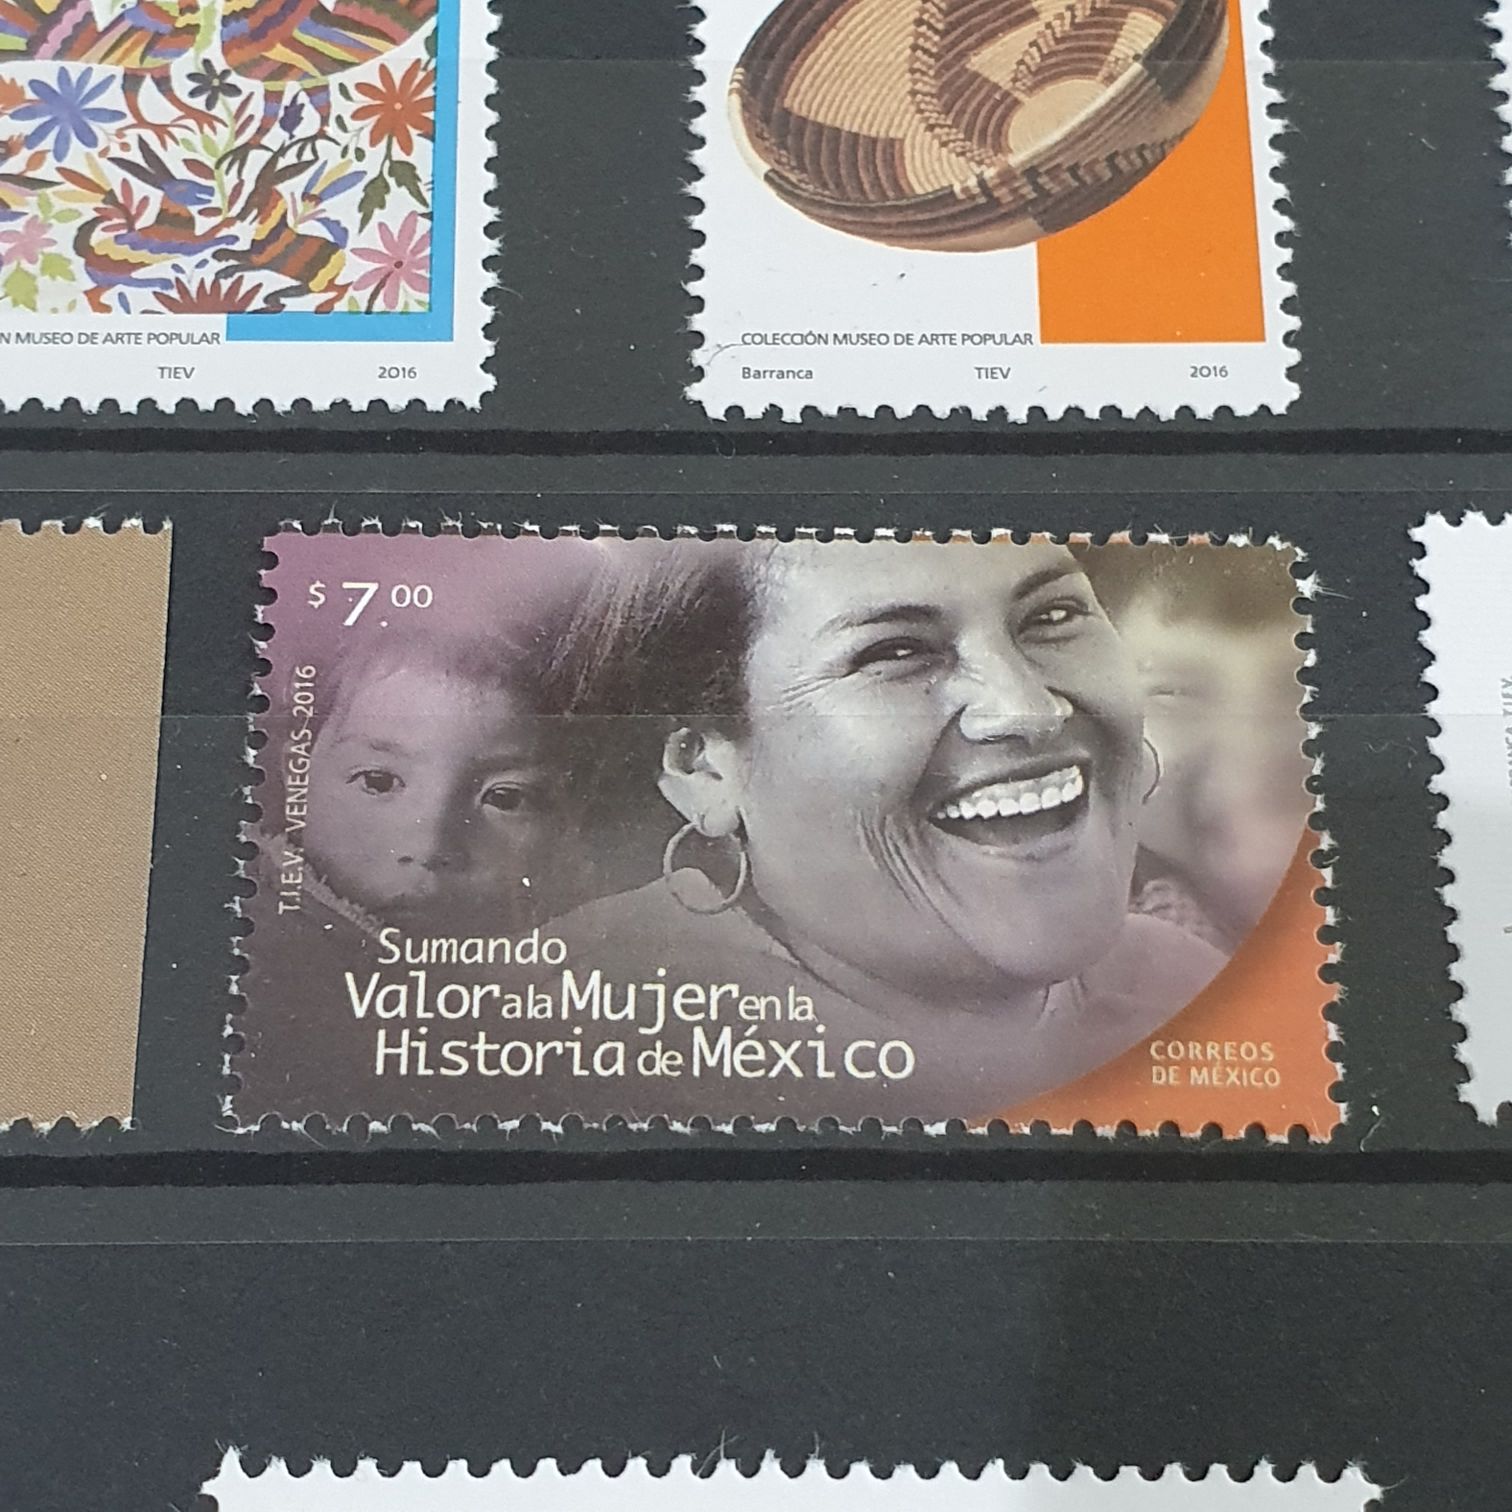 N MUSEO DE ARTE POPULAR
TIEV 2016
COLECCIÓN MUSEO DE ARTE POPULAR
Barranca TIEV 2016
$ 7.00
T.I.E.V. VENEGAS-2016
Sumando
Valor a la Mujer en la
Historia de México
CORREOS
DE MÉXICO
T.I.E.V.